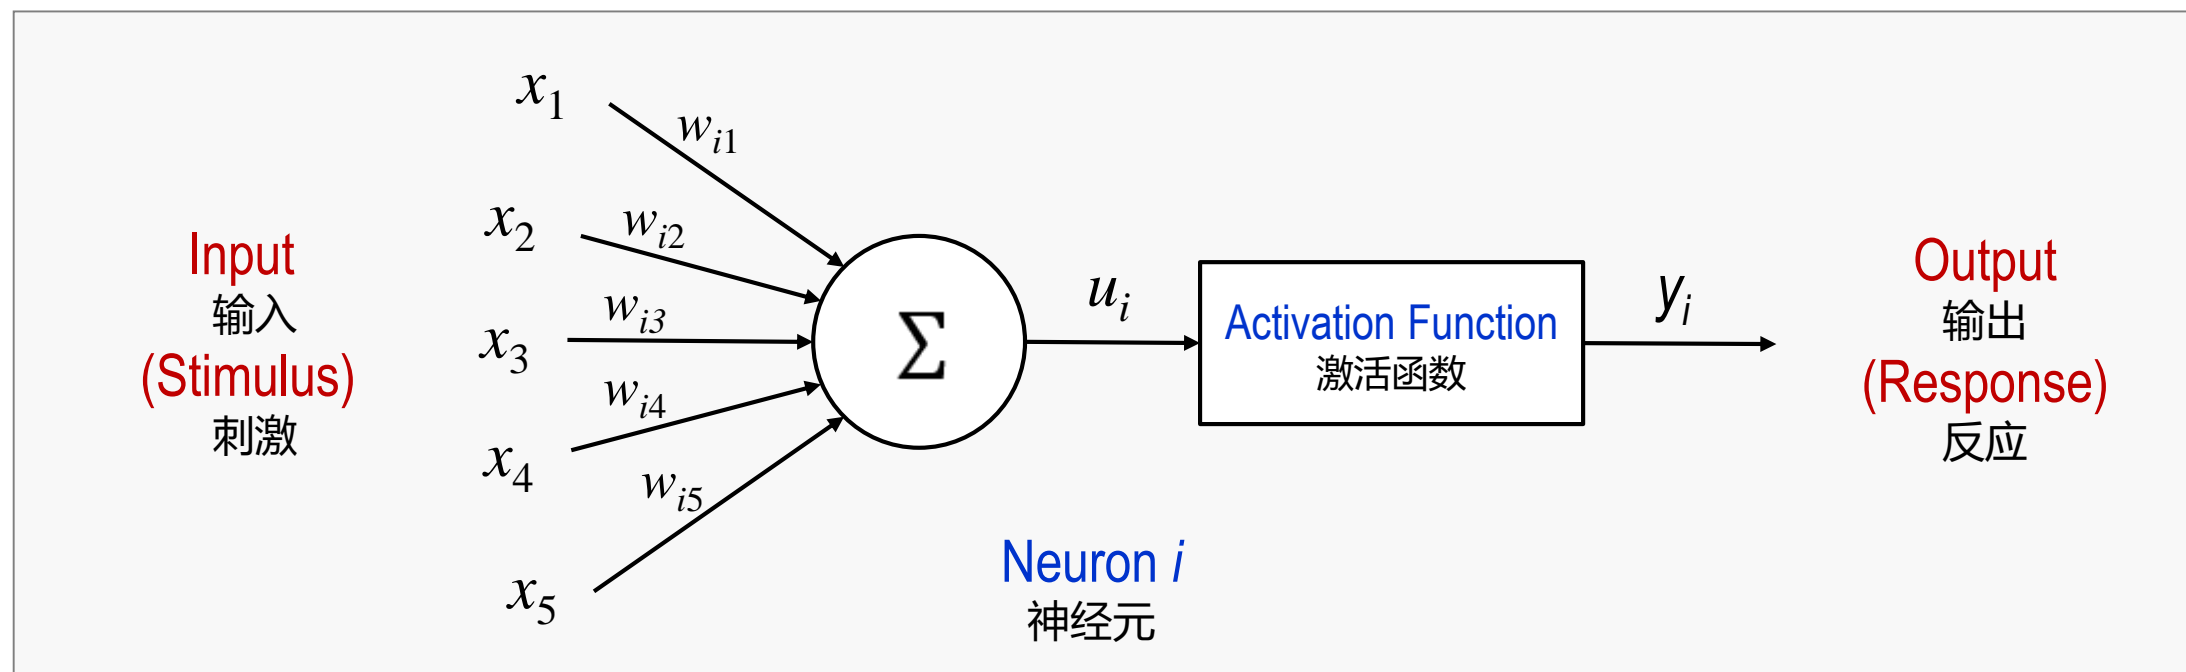 Input
输入
(Stimulus)
刺激
x1
x2
x3
x4
x5
wi1
wi2
wi3
wi4
wi5
Σ
ui
Activation Function
激活函数
yi
Neuron i
神经元
Output
输出
(Response)
反应